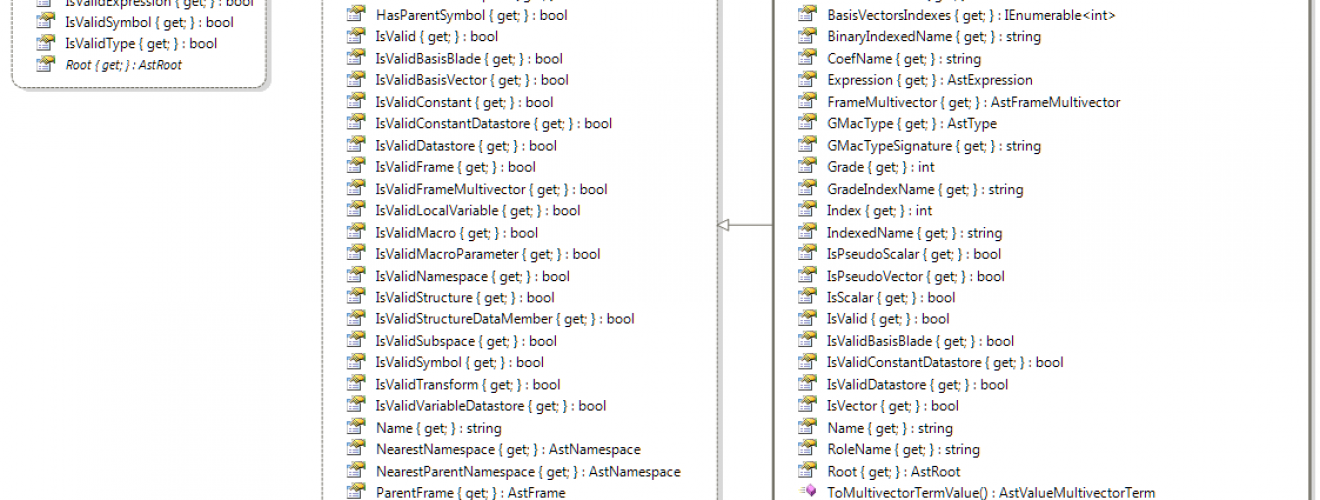 IsValidExpression { get; } : bool
IsValidSymbol { get; } : bool
IsValidType { get; } : bool
Root { get; } : AstRoot
HasParentSymbol { get; } : bool
IsValid { get; } : bool
IsValidBasisBlade { get; } : bool
IsValidBasisVector { get; } : bool
IsValidConstant { get; } : bool
IsValidConstantDatastore { get; } : bool
IsValidDatastore { get; } : bool
IsValidFrame { get; } : bool
IsValidFrameMultivector { get; } : bool
IsValidLocalVariable { get; } : bool
IsValidMacro { get; } : bool
IsValidMacroParameter { get; } : bool
IsValidNamespace { get; } : bool
IsValidStructure { get; } : bool
IsValidStructureDataMember { get; } : bool
IsValidSubspace { get; } : bool
IsValidSymbol { get; } : bool
IsValidTransform { get; } : bool
IsValidVariableDatastore { get; } : bool
Name { get; } : string
NearestNamespace { get; } : AstNamespace
NearestParentNamespace { get; } : AstNamespace
ParentFrame { get; } : AstFrame
BasisVectorsIndexes { get; } : IEnumerable<int>
BinaryIndexedName { get; } : string
CoefName { get; } : string
Expression { get; } : AstExpression
FrameMultivector { get; } : AstFrameMultivector
GMacType { get; } : AstType
GMacTypeSignature { get; } : string
Grade { get; } : int
GradeIndexName { get; } : string
Index { get; } : int
IndexedName { get; } : string
IsPseudoScalar { get; } : bool
IsPseudoVector { get; } : bool
IsScalar { get; } : bool
IsValid { get; } : bool
IsValidBasisBlade { get; } : bool
IsValidConstantDatastore { get; } : bool
IsValidDatastore { get; } : bool
IsVector { get; } : bool
Name { get; } : string
RoleName { get; } : string
Root { get; } : AstRoot
ToMultivectorTermValue() : AstValueMultivectorTerm